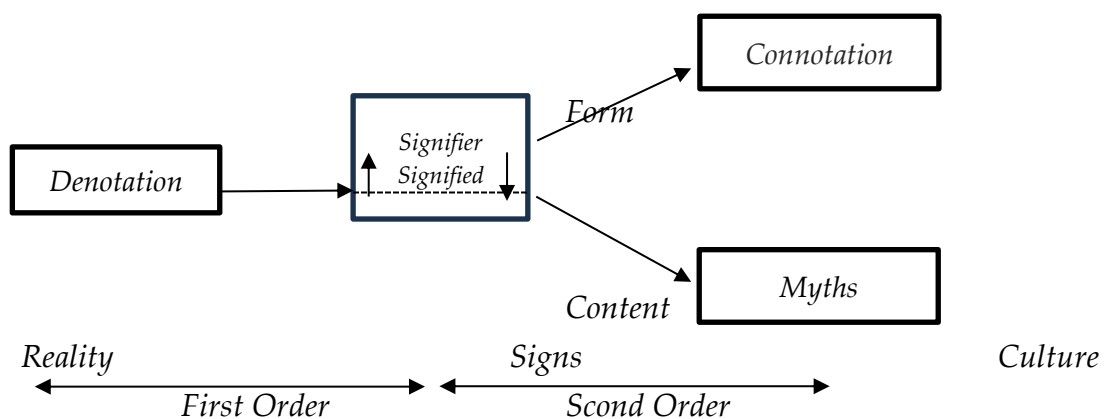 Connotation
Form
Signifier
Signified
Denotation
Myths
Content
Reality Signs Culture
First Order Scond Order